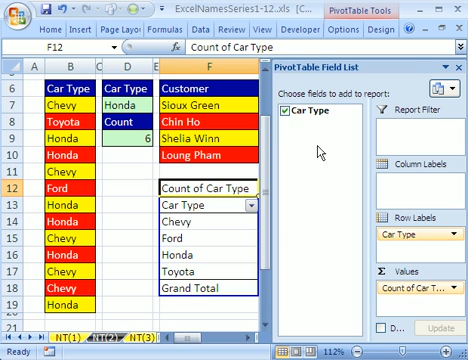 ExcelNamesSeries1-12..xls [C...
PivotTable Tools
Home Insert Page Layout Formulas Data Review View Developer Options Design
F12 fx Count of Car Type
A B C D E F
6 Car Type Car Type Customer
7 Chevy Honda Sioux Green
8 Toyota Count Chin Ho
9 Honda 6 Shelia Winn
10 Honda Loung Pham
11 Chevy
12 Ford Count of Car Type
13 Honda Car Type
14 Honda Chevy
15 Chevy Ford
16 Honda Honda
17 Chevy Toyota
18 Chevy Grand Total
19 Honda
PivotTable Field List
Choose fields to add to report:
Car Type
Report Filter
Column Labels
Row Labels
Car Type
Σ Values
Count of Car T...
D... Update
NT(1) NT(2) NT(3)
112%